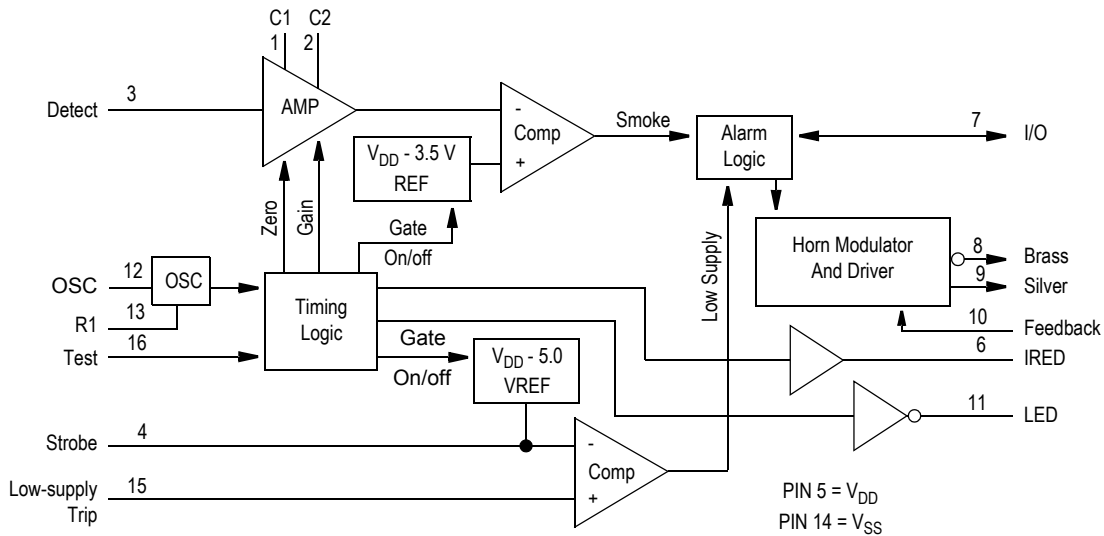 C1 C2
1 2
Detect 3
AMP
-
Comp
+
Smoke
Alarm
Logic
7 I/O
V_DD - 3.5 V
REF
Zero
Gain
Gate
On/off
Low Supply
Horn Modulator
And Driver
8 Brass
9 Silver
10 Feedback
6 IRED
11 LED
OSC 12
OSC
R1 13
Test 16
Timing
Logic
Gate
On/off
V_DD - 5.0
VREF
Strobe 4
-
Comp
+
Low-supply
Trip
15
PIN 5 = V_DD
PIN 14 = V_SS